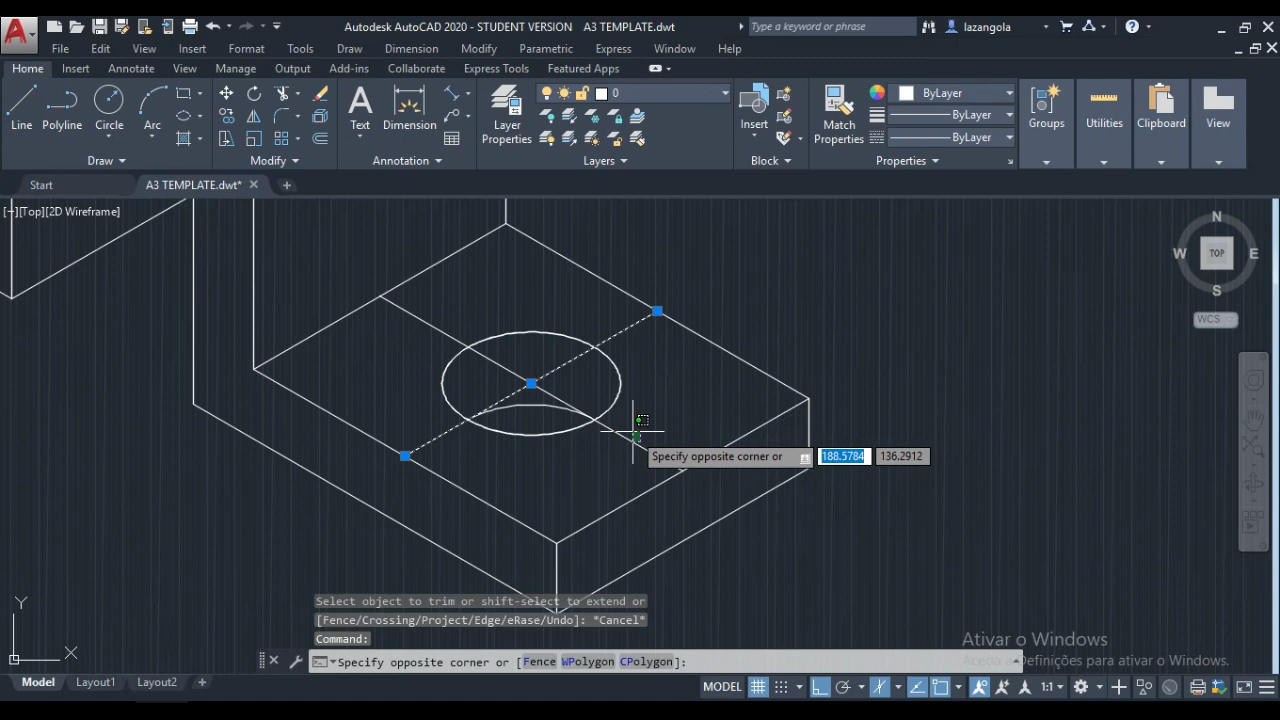 Autodesk AutoCAD 2020 - STUDENT VERSION A3 TEMPLATE.dwt
Type a keyword or phrase
lazangola
File Edit View Insert Format Tools Draw Dimension Modify Parametric Express Window Help
Home Insert Annotate View Manage Output Add-ins Collaborate Express Tools Featured Apps
0
ByLayer
ByLayer
ByLayer
Line Polyline Circle Arc
Text Dimension
Layer Properties
Insert
Match Properties
Groups Utilities Clipboard View
Draw Modify Annotation Layers Block Properties
Start A3 TEMPLATE.dwt*
[−][Top][2D Wireframe]
N
W TOP E
S
WCS
Specify opposite corner or 188.5784 136.2912
Select object to trim or shift-select to extend or
[Fence/Crossing/Project/Edge/eRase/Undo]: *Cancel*
Command:
Specify opposite corner or [Fence WPolygon CPolygon]:
Y
X
Ativar o Windows
Aceda a Definições para ativar o Windows.
Model Layout1 Layout2
MODEL 1:1